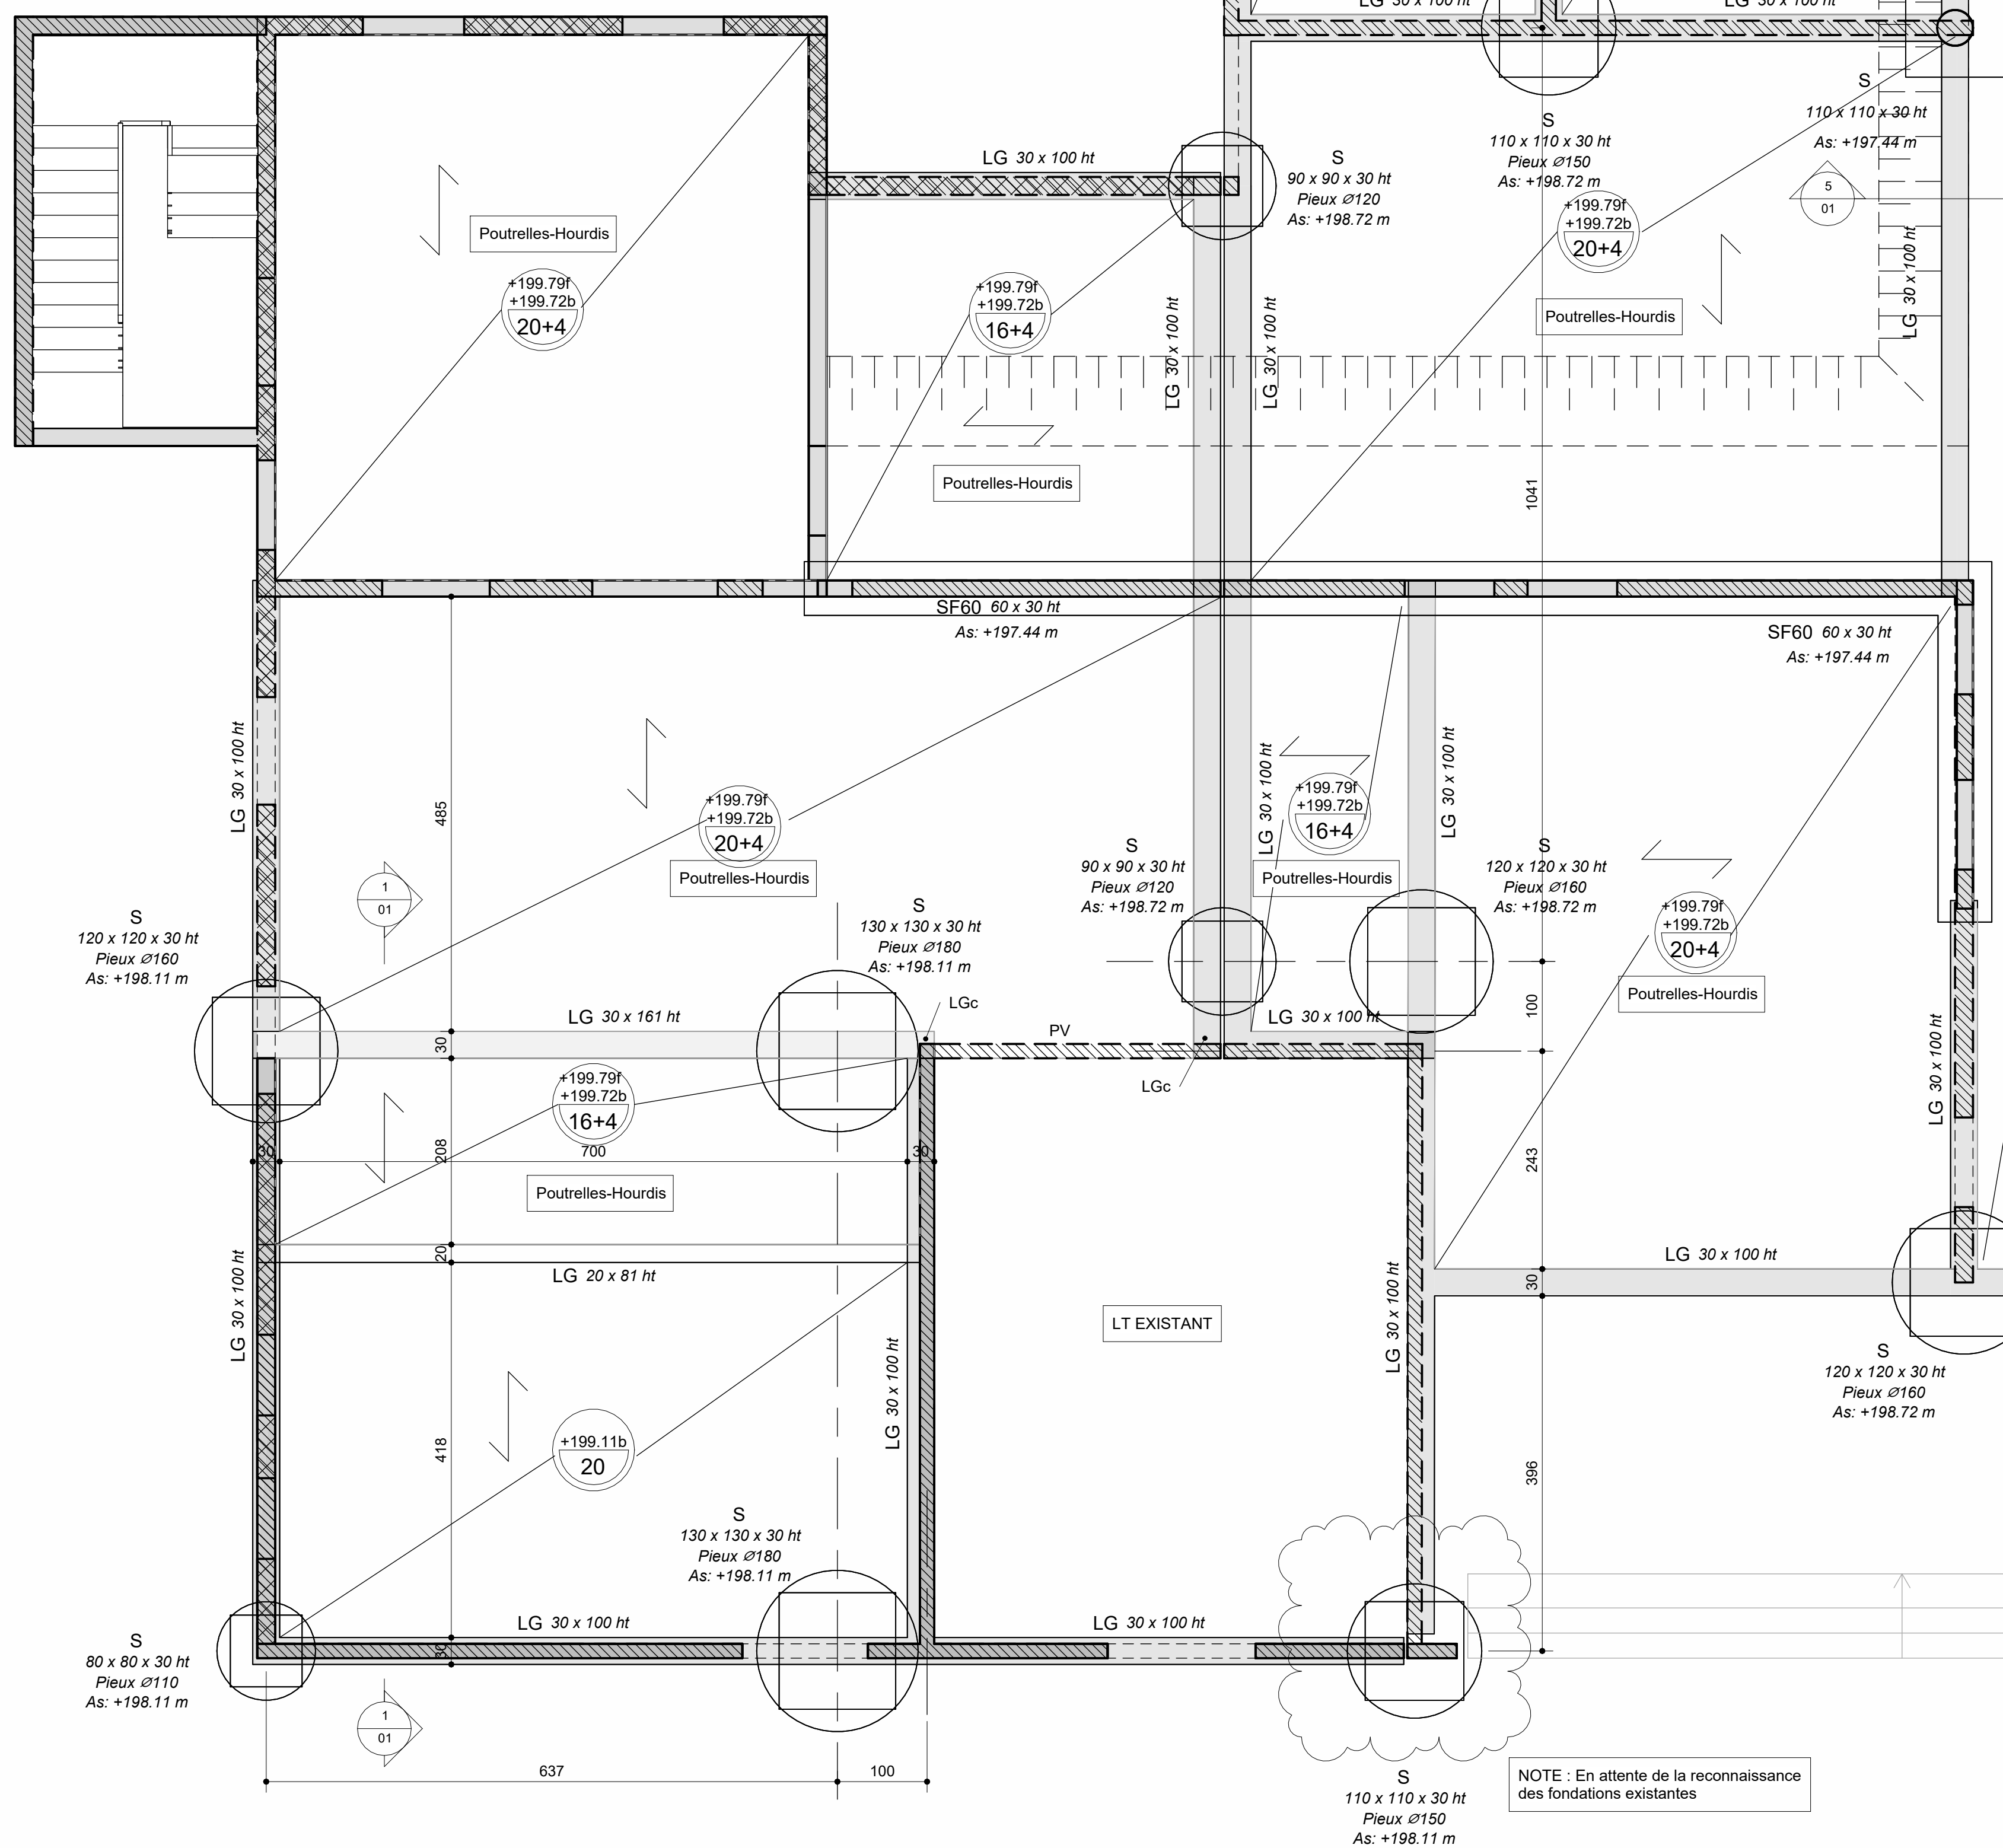 LG 30 x 100 ht
LG 30 x 100 ht
S
110 x 110 x 30 ht
As: +197.44 m
5
01
LG 30 x 100 ht
S
90 x 90 x 30 ht
Pieux Ø120
As: +198.72 m
S
110 x 110 x 30 ht
Pieux Ø150
As: +198.72 m
+199.79f
+199.72b
20+4
Poutrelles-Hourdis
Poutrelles-Hourdis
+199.79f
+199.72b
20+4
+199.79f
+199.72b
16+4
LG 30 x 100 ht
LG 30 x 100 ht
LG 30 x 100 ht
Poutrelles-Hourdis
1041
SF60 60 x 30 ht
As: +197.44 m
SF60 60 x 30 ht
As: +197.44 m
LG 30 x 100 ht
485
+199.79f
+199.72b
20+4
Poutrelles-Hourdis
LG 30 x 100 ht
+199.79f
+199.72b
16+4
Poutrelles-Hourdis
LG 30 x 100 ht
1
01
S
120 x 120 x 30 ht
Pieux Ø160
As: +198.11 m
S
130 x 130 x 30 ht
Pieux Ø180
As: +198.11 m
S
90 x 90 x 30 ht
Pieux Ø120
As: +198.72 m
S
120 x 120 x 30 ht
Pieux Ø160
As: +198.72 m
+199.79f
+199.72b
20+4
Poutrelles-Hourdis
LGc
LG 30 x 161 ht
30
PV
LG 30 x 100 ht
100
LGc
LG 30 x 100 ht
+199.79f
+199.72b
16+4
30
700
30
208
243
Poutrelles-Hourdis
20
LG 20 x 81 ht
LG 30 x 100 ht
30
LG 30 x 100 ht
LT EXISTANT
LG 30 x 100 ht
LG 30 x 100 ht
S
120 x 120 x 30 ht
Pieux Ø160
As: +198.72 m
418
+199.11b
20
396
S
130 x 130 x 30 ht
Pieux Ø180
As: +198.11 m
LG 30 x 100 ht
LG 30 x 100 ht
30
S
80 x 80 x 30 ht
Pieux Ø110
As: +198.11 m
1
01
637
100
S
110 x 110 x 30 ht
Pieux Ø150
As: +198.11 m
NOTE : En attente de la reconnaissance
des fondations existantes